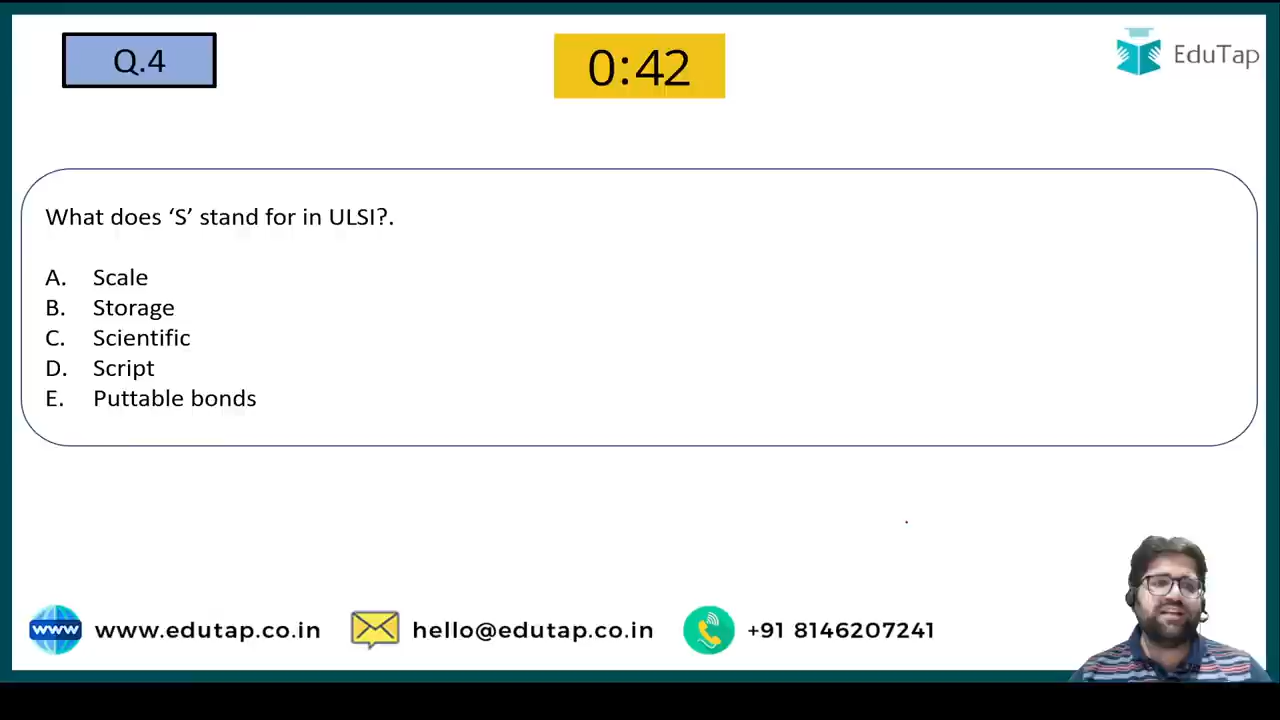 Q.4
0:42
EduTap
What does ‘S’ stand for in ULSI?.
A. Scale
B. Storage
C. Scientific
D. Script
E. Puttable bonds
www www.edutap.co.in hello@edutap.co.in +91 8146207241